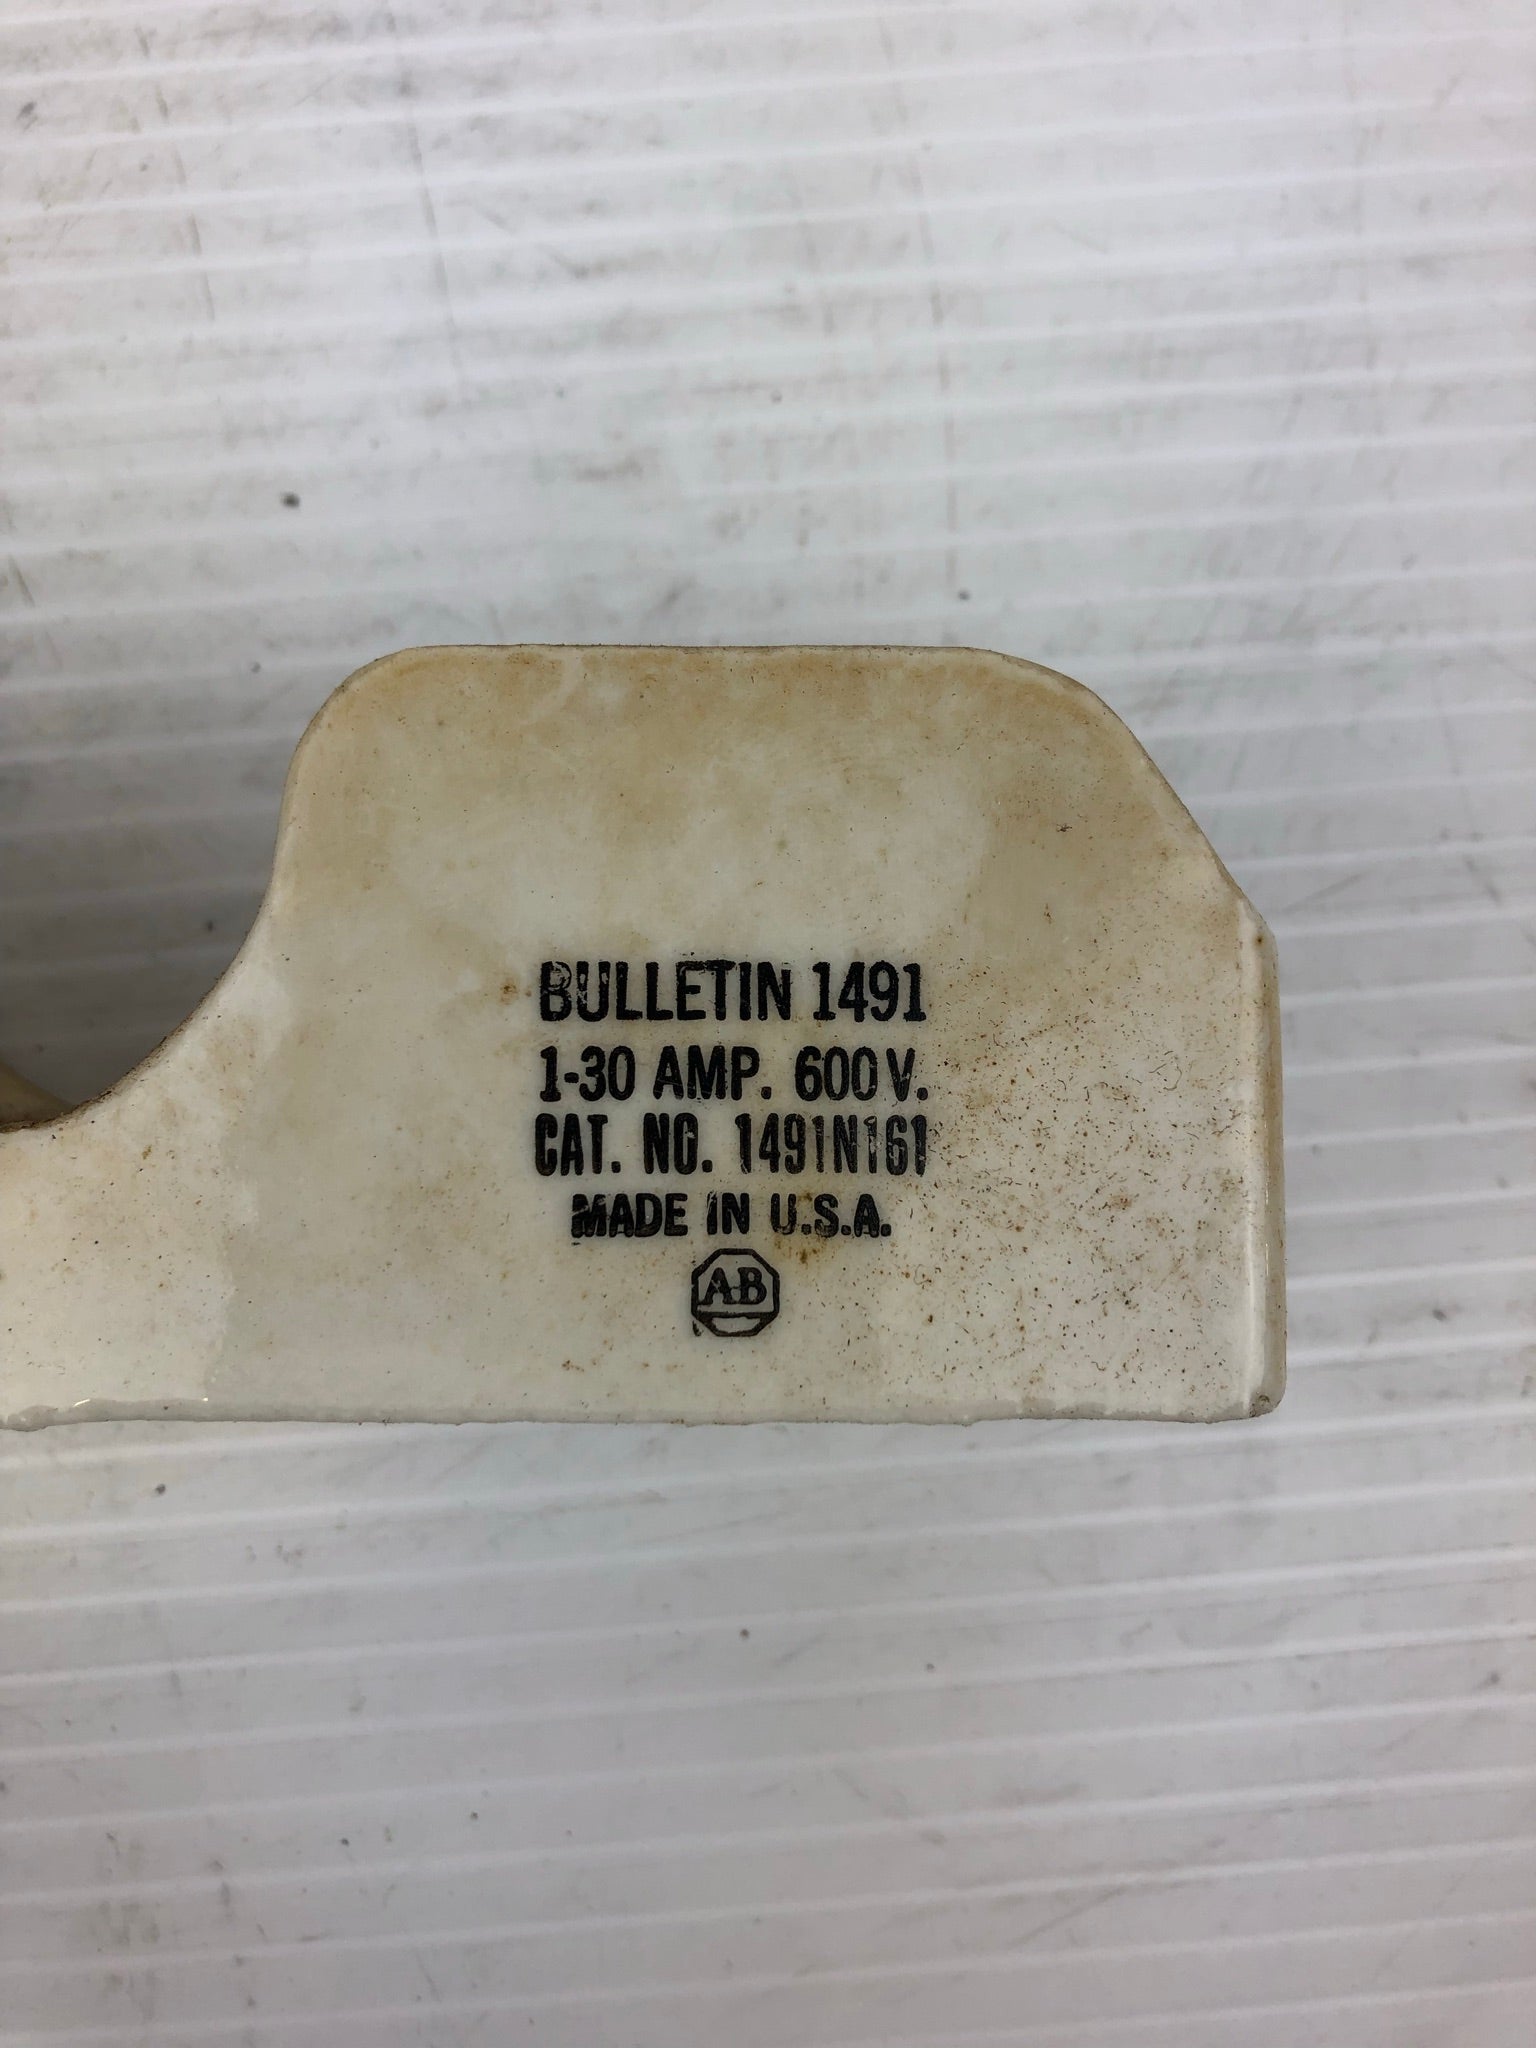 BULLETIN 1491
1-30 AMP. 600V.
CAT. NO. 1491N161
MADE IN U.S.A.
AB